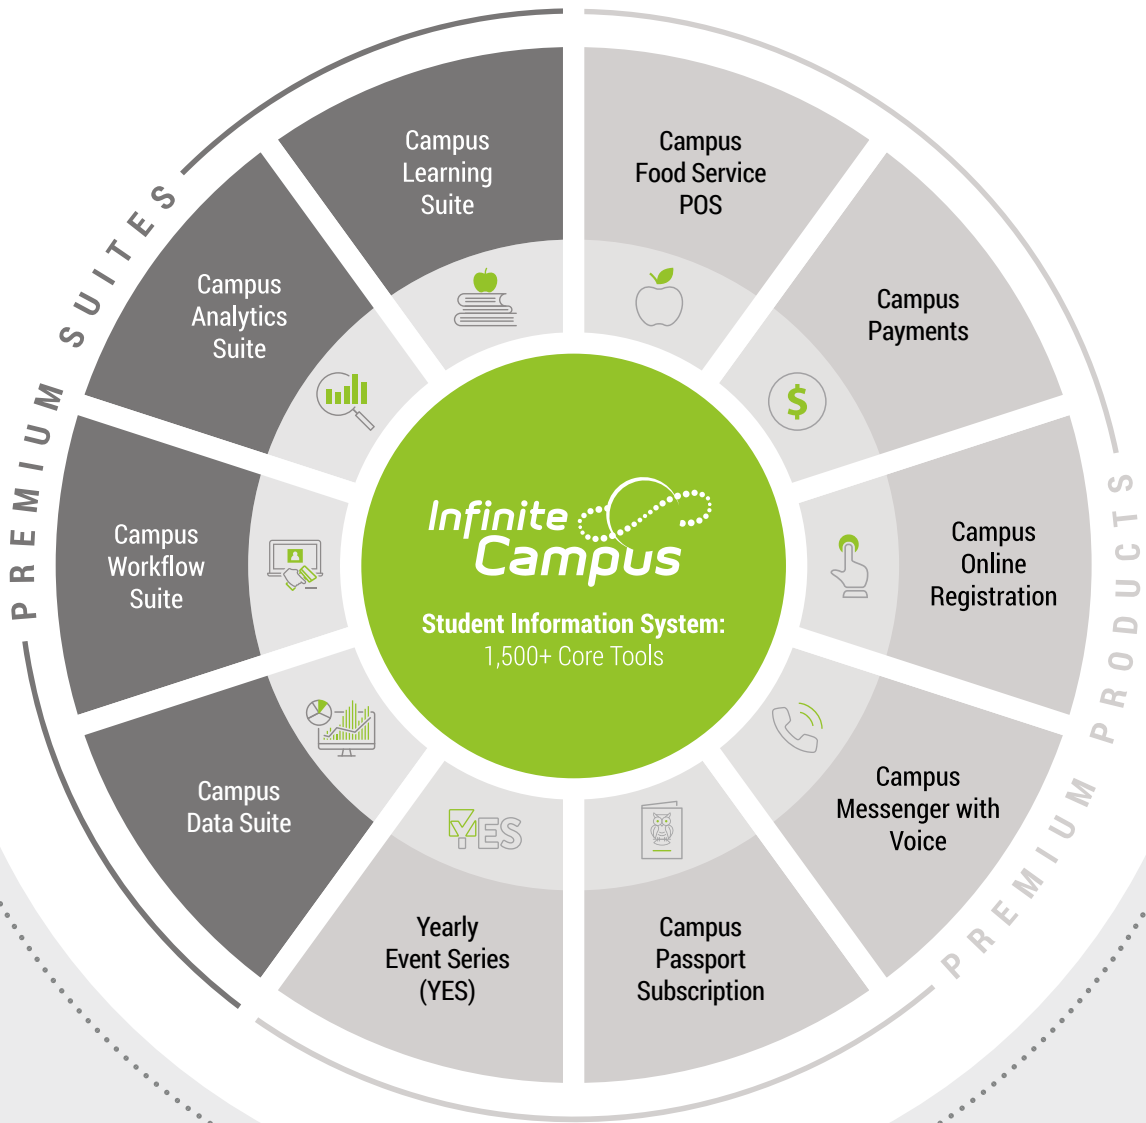 PREMIUM SUITES
PREMIUM PRODUCTS
Campus
Learning
Suite
Campus
Food Service
POS
Campus
Analytics
Suite
Campus
Payments
Campus
Workflow
Suite
Infinite
Campus
Student Information System:
1,500+ Core Tools
Campus
Online
Registration
Campus
Data Suite
Campus
Messenger with
Voice
YES
Yearly
Event Series
(YES)
Campus
Passport
Subscription
$